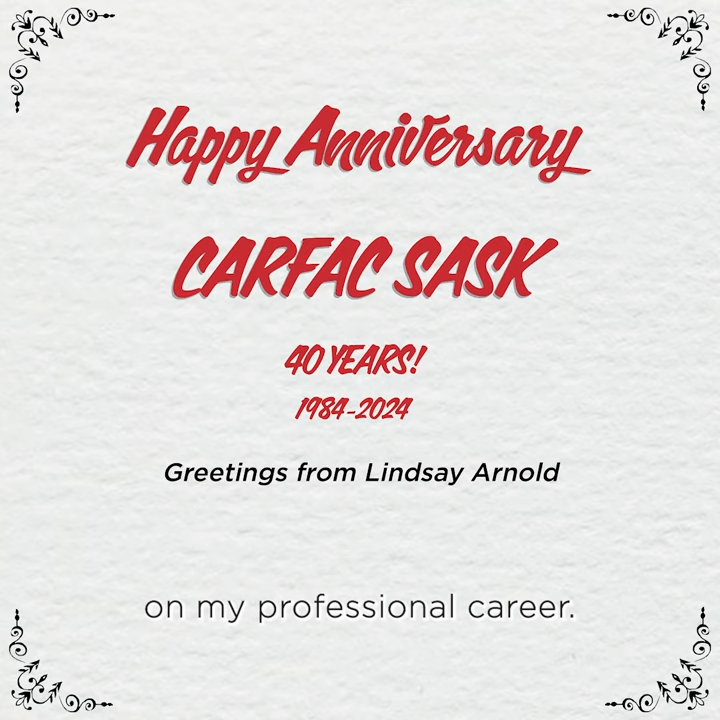 Happy Anniversary
CARFAC SASK
40 YEARS!
1984-2024
Greetings from Lindsay Arnold
on my professional career.